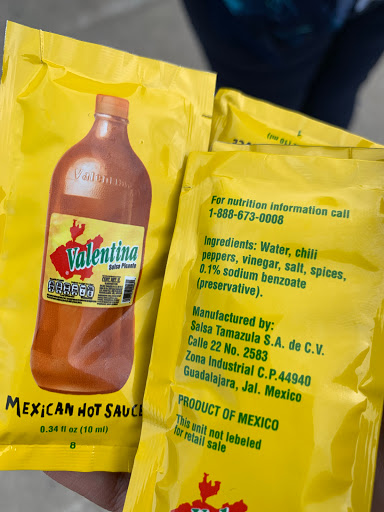 Valentina
Valentina
Salsa Picante
MEXICAN HOT SAUCE
0.34 fl oz (10 ml)
8
For nutrition information call
1-888-673-0008
Ingredients: Water, chili
peppers, vinegar, salt, spices,
0.1% sodium benzoate
(preservative).
Manufactured by:
Salsa Tamazula S.A. de C.V.
Calle 22 No. 2583
Zona Industrial C.P.44940
Guadalajara, Jal. Mexico
PRODUCT OF MEXICO
This unit not labeled
for retail sale